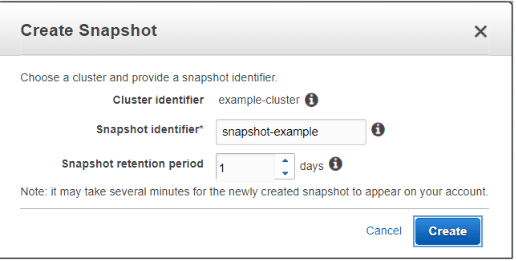 Create Snapshot
Choose a cluster and provide a snapshot identifier.
Cluster identifier example-cluster
Snapshot identifier* snapshot-example
Snapshot retention period 1 days
Note: it may take several minutes for the newly created snapshot to appear on your account.
Cancel Create